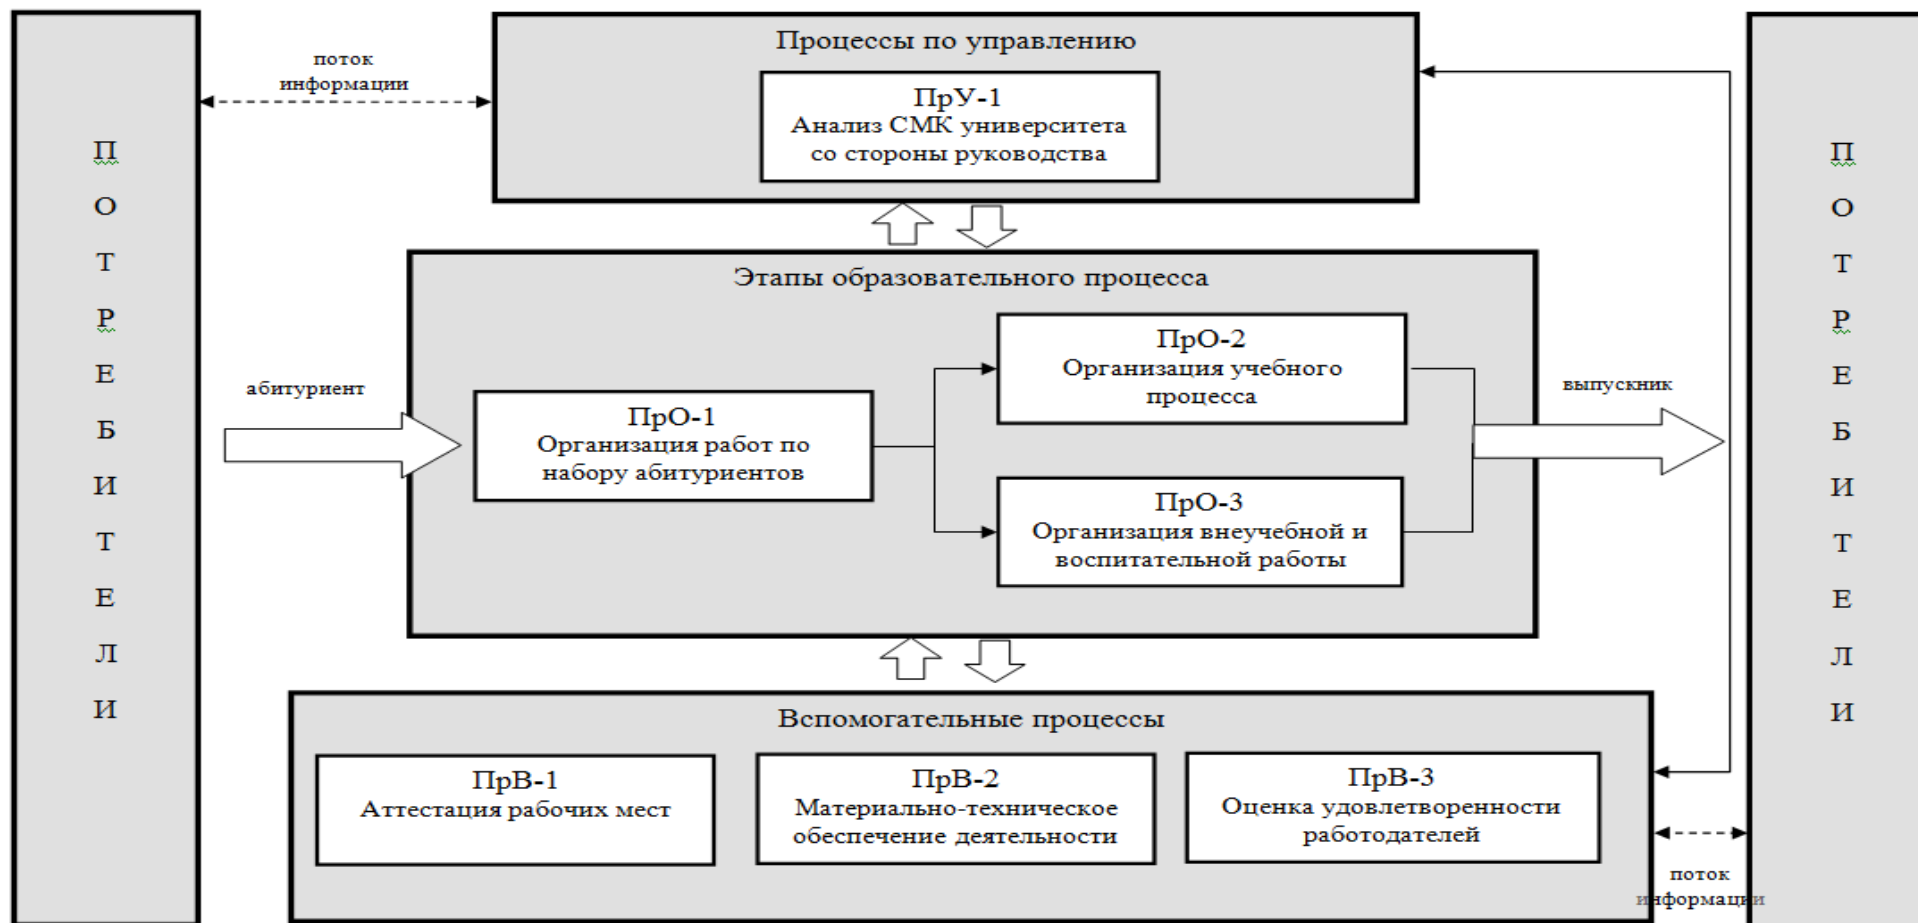 П
О
Т
Р
Е
Б
И
Т
Е
Л
И
поток
информации
Процессы по управлению
ПрУ-1
Анализ СМК университета
со стороны руководства
Этапы образовательного процесса
абитуриент
ПрО-1
Организация работ по
набору абитуриентов
ПрО-2
Организация учебного
процесса
ПрО-3
Организация внеучебной и
воспитательной работы
выпускник
Вспомогательные процессы
ПрВ-1
Аттестация рабочих мест
ПрВ-2
Материально-техническое
обеспечение деятельности
ПрВ-3
Оценка удовлетворенности
работодателей
поток
информации
П
О
Т
Р
Е
Б
И
Т
Е
Л
И